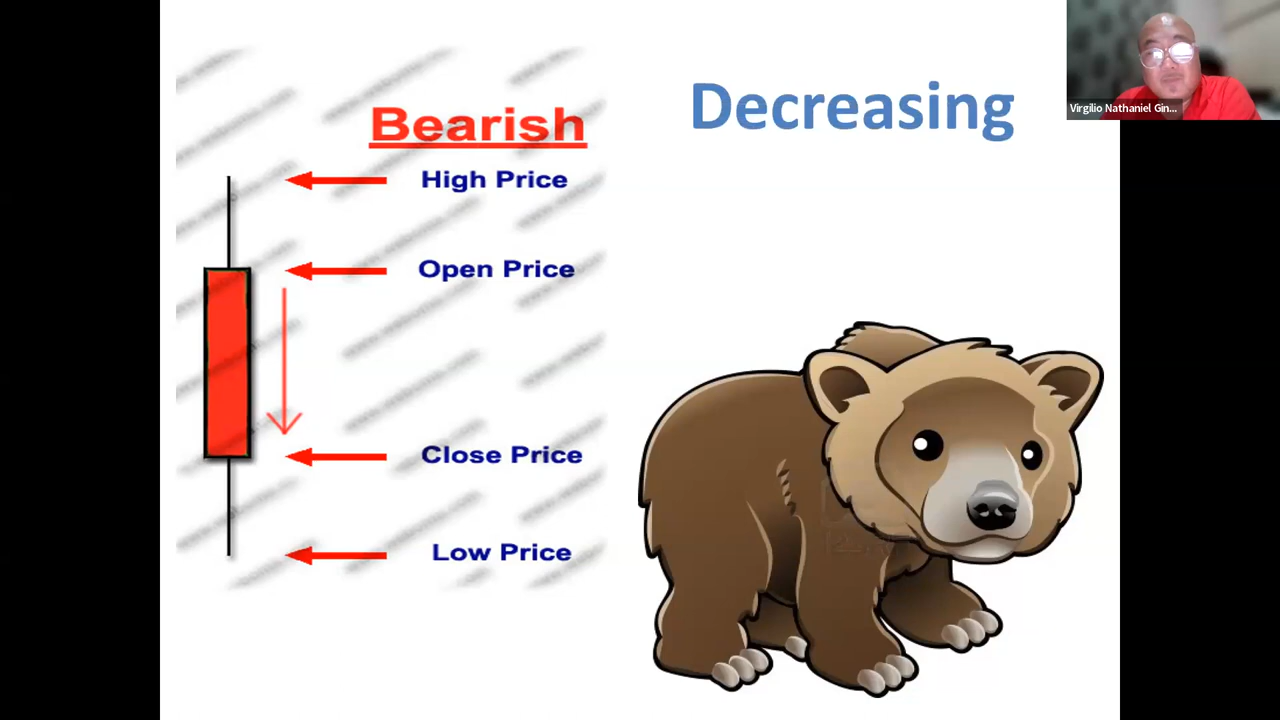 Bearish
Decreasing
High Price
Open Price
Close Price
Low Price
Virgilio Nathaniel Gin...